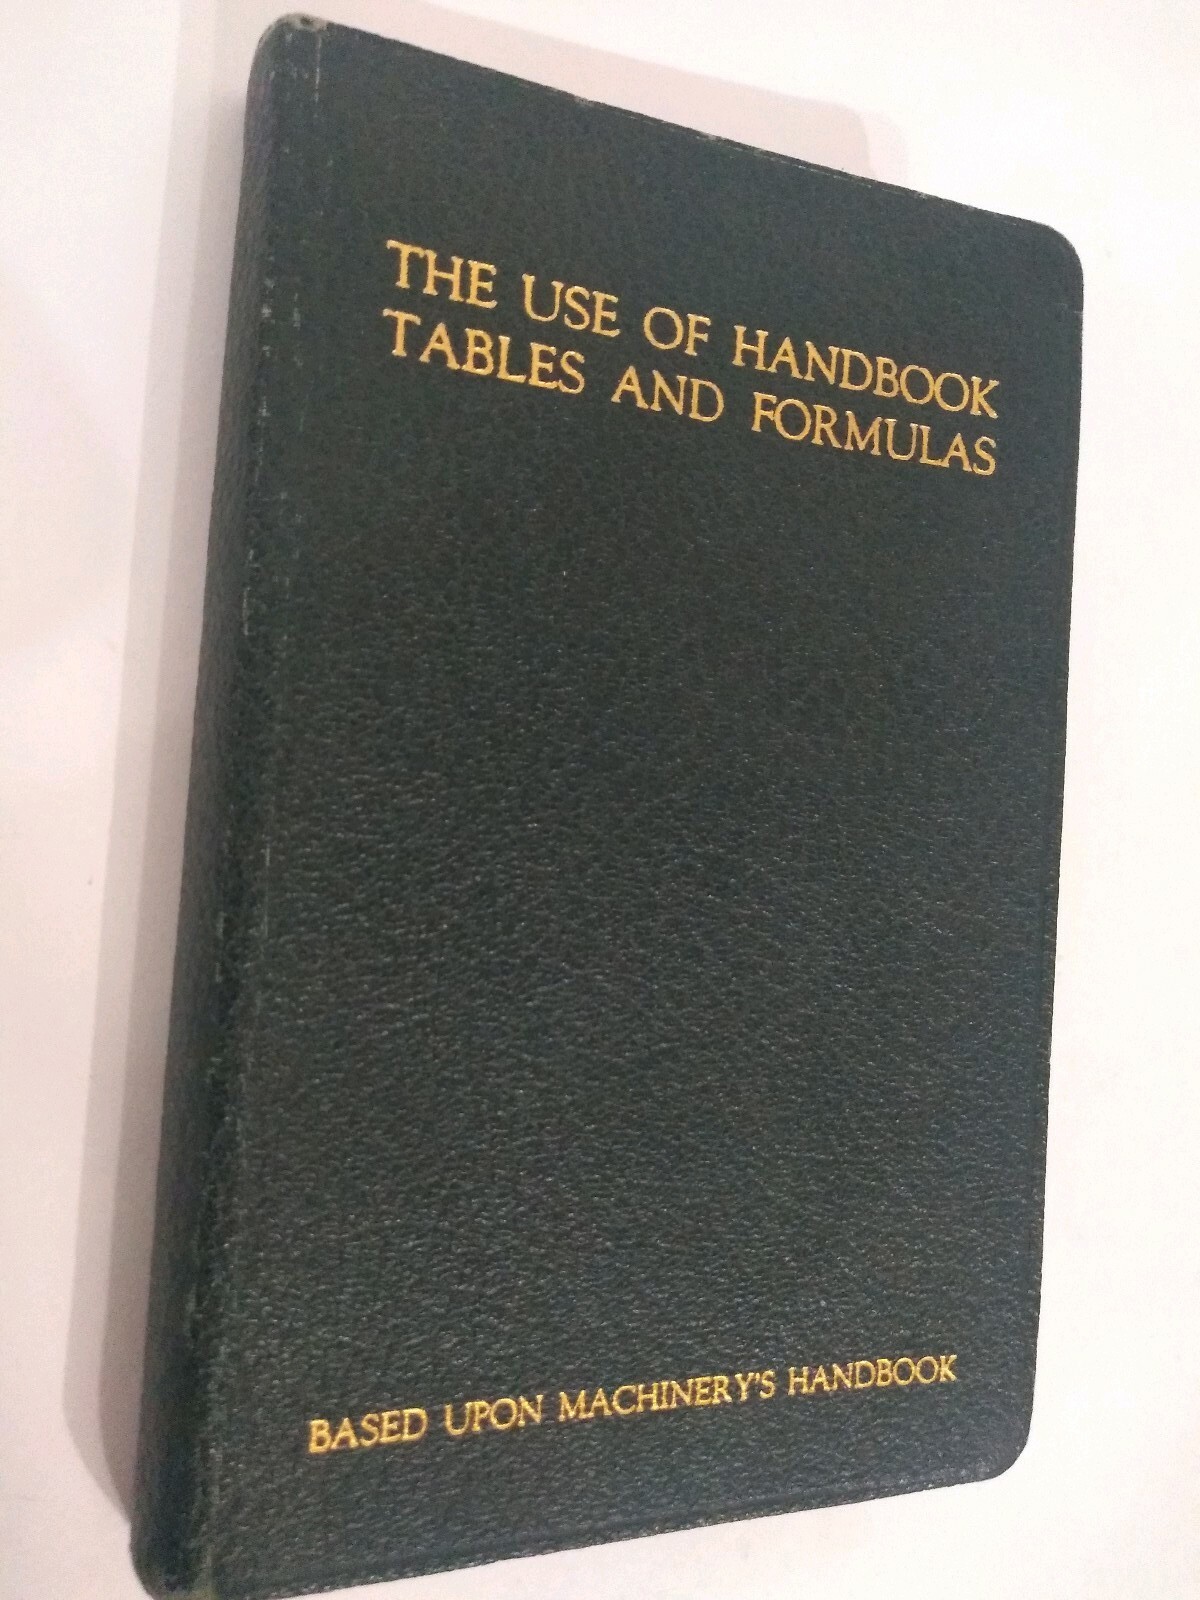 THE USE OF HANDBOOK
TABLES AND FORMULAS
BASED UPON MACHINERY'S HANDBOOK